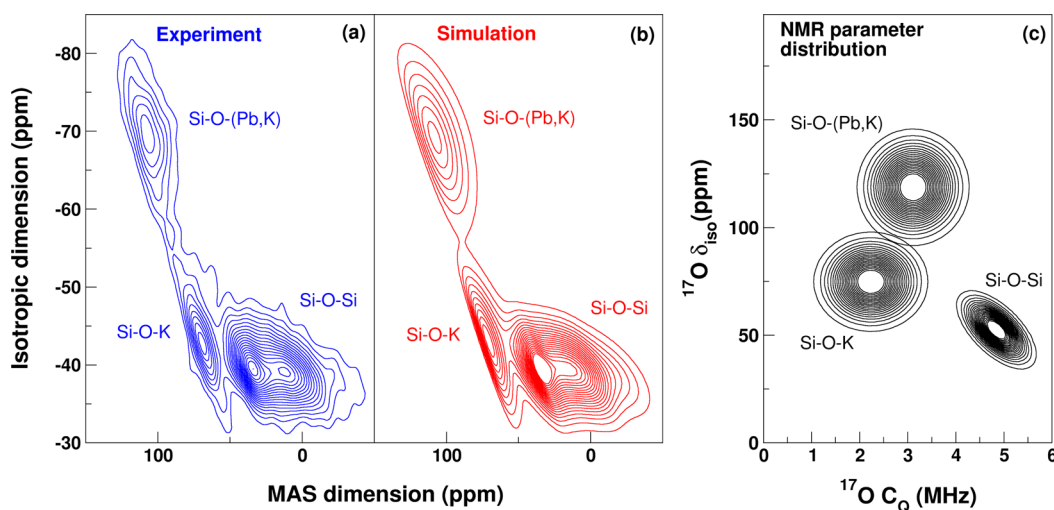 Experiment
(a)
Simulation
(b)
NMR parameter
distribution
(c)
-80
-70
-60
-50
-40
-30
Isotropic dimension (ppm)
Si-O-(Pb,K)
Si-O-K
Si-O-Si
Si-O-(Pb,K)
Si-O-K
Si-O-Si
100
0
100
0
MAS dimension (ppm)
150
100
50
0
17O δiso(ppm)
Si-O-(Pb,K)
Si-O-K
Si-O-Si
0
1
2
3
4
5
6
17O CQ (MHz)